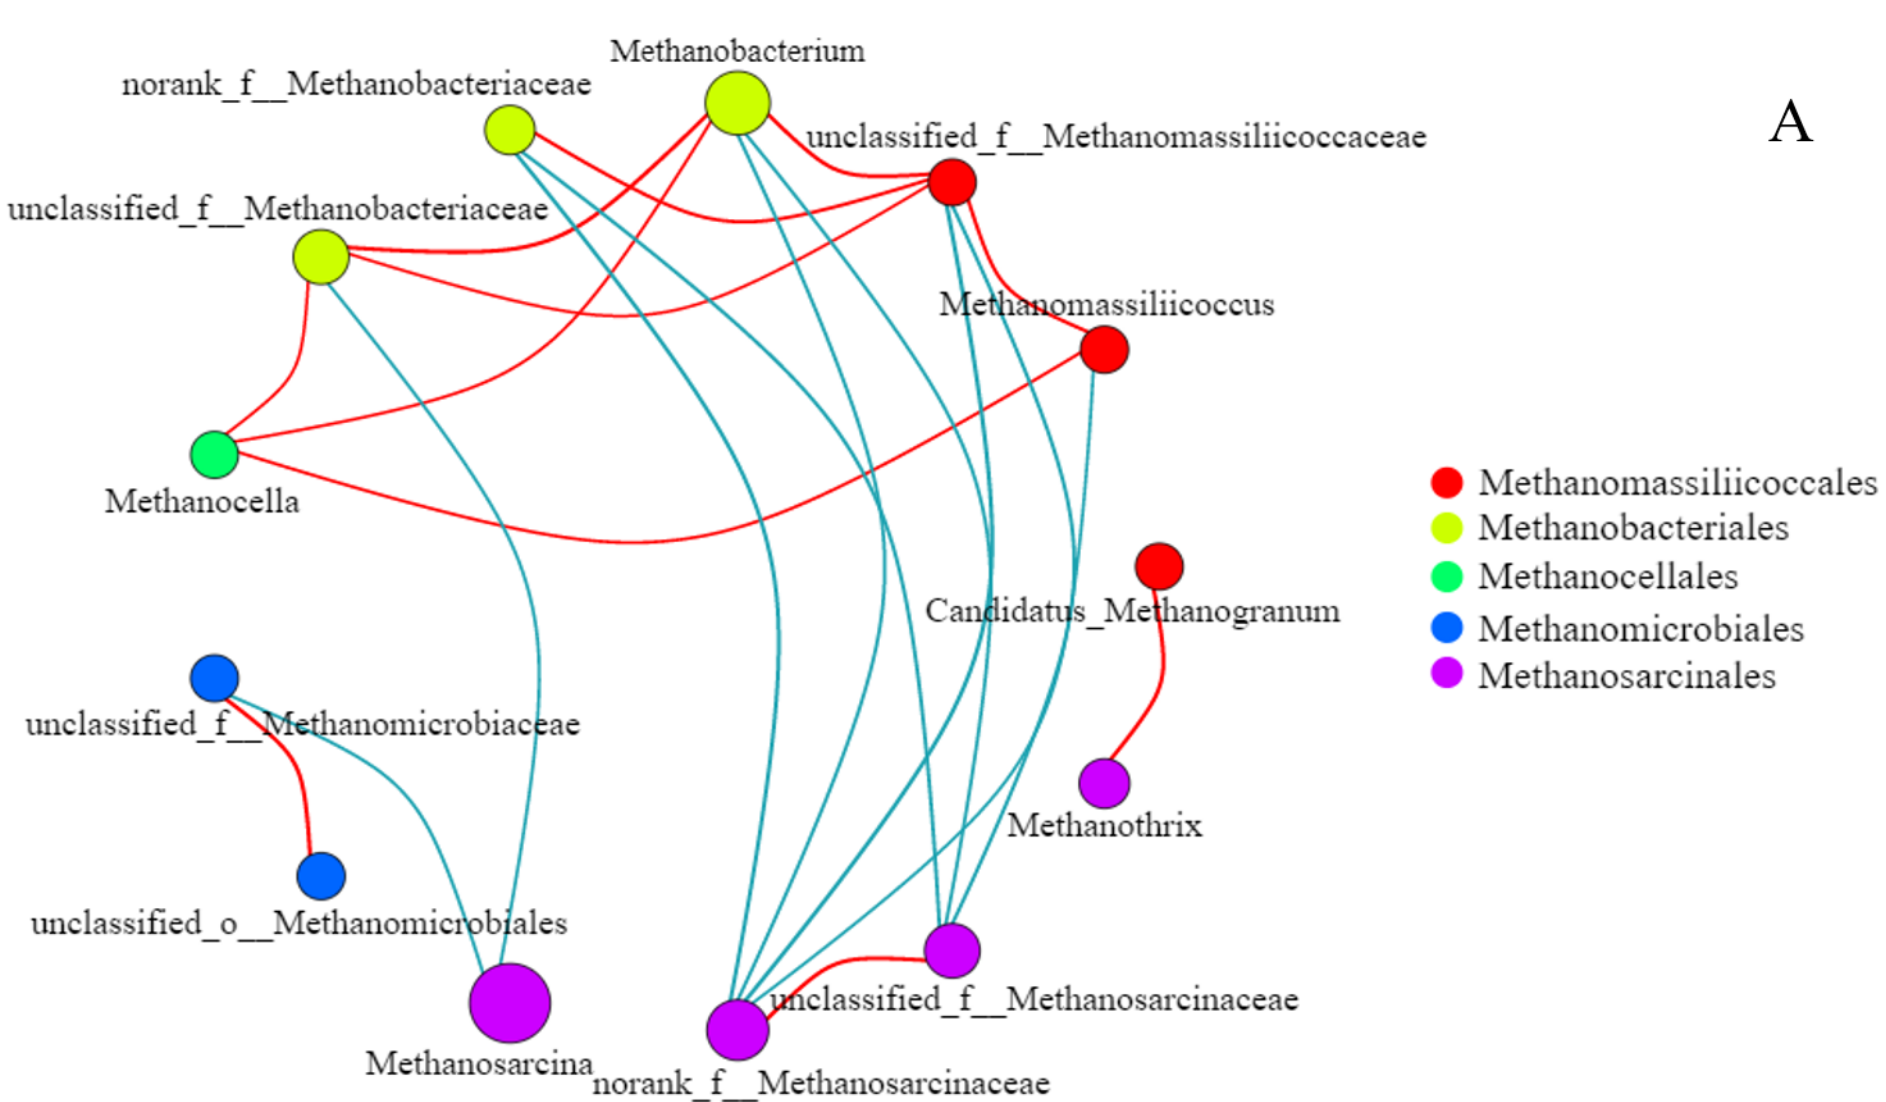 Methanobacterium
norank_f__Methanobacteriaceae
A
unclassified_f__Methanomassiliicoccaceae
unclassified_f__Methanobacteriaceae
Methanomassiliicoccus
Methanocella
Methanomassiliicoccales
Methanobacteriales
Methanocellales
Methanomicrobiales
Methanosarcinales
Candidatus_Methanogranum
unclassified_f__Methanomicrobiaceae
Methanothrix
unclassified_o__Methanomicrobiales
unclassified_f__Methanosarcinaceae
Methanosarcina
norank_f__Methanosarcinaceae